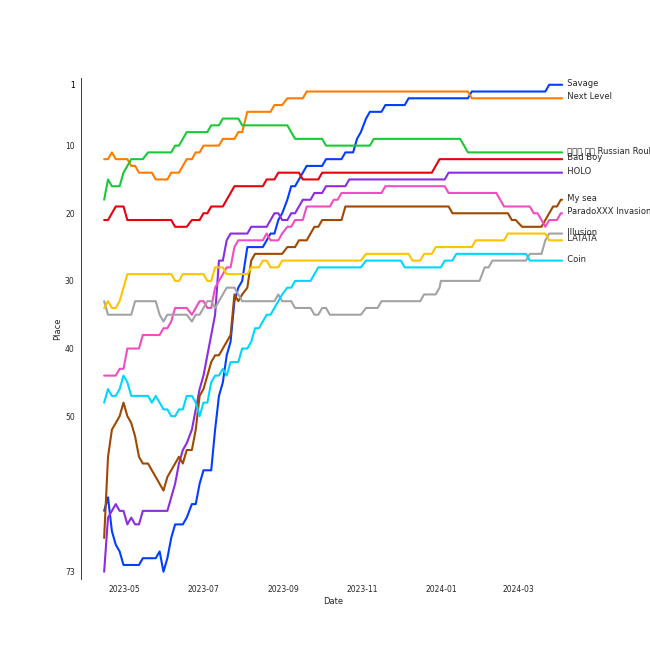 1
10
20
30
40
50
73
Place
2023-05
2023-07
2023-09
2023-11
2024-01
2024-03
Date
Savage
Next Level
Russian Roul
Bad Boy
HOLO
My sea
ParadoXXX Invasion
Illusion
LATATA
Coin